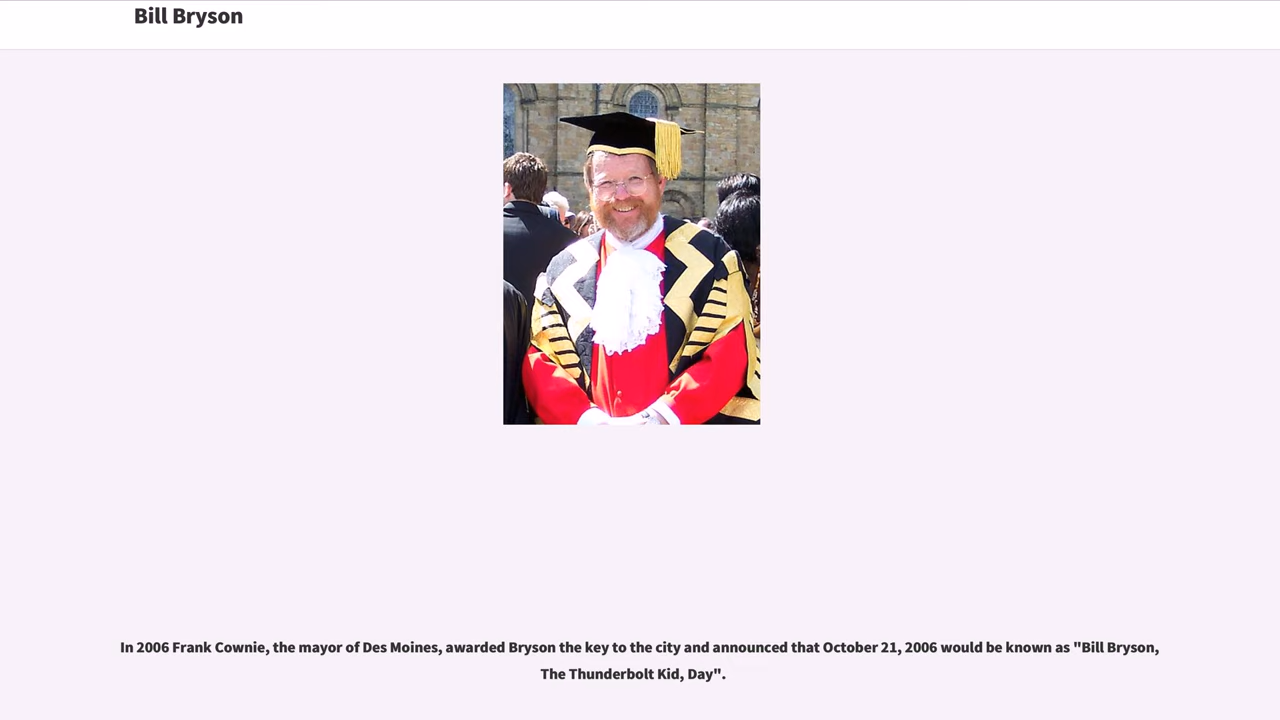 Bill Bryson
In 2006 Frank Cownie, the mayor of Des Moines, awarded Bryson the key to the city and announced that October 21, 2006 would be known as "Bill Bryson,
The Thunderbolt Kid, Day".